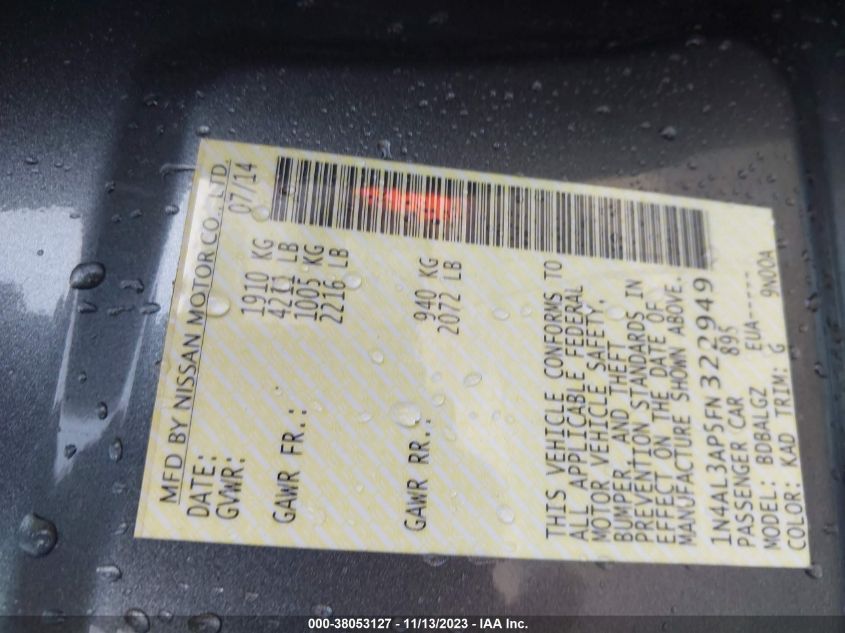 MFD BY NISSAN MOTOR CO., LTD.
DATE: 07/14
GVWR: 1910 KG
4211 LB
GAWR FR.: 1005 KG
2216 LB
GAWR RR.: 940 KG
2072 LB
THIS VEHICLE CONFORMS TO
ALL APPLICABLE FEDERAL
MOTOR VEHICLE SAFETY,
BUMPER, AND THEFT
PREVENTION STANDARDS IN
EFFECT ON THE DATE OF
MANUFACTURE SHOWN ABOVE.
1N4AL3AP5FN322949
PASSENGER CAR 895
MODEL: BDBALGZ EUA-----
COLOR: KAD TRIM: G 9N00A
000-38053127 - 11/13/2023 - IAA Inc.